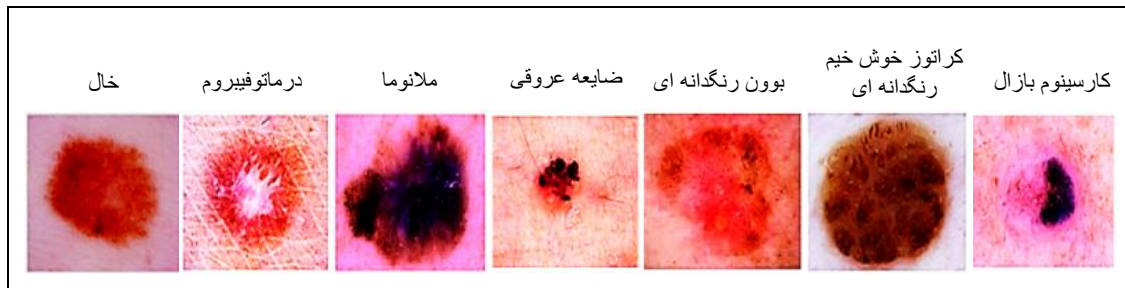 کارسینوم بازال
کراتوز خوش خیم
رنگدانه ای
بوون رنگدانه ای
ضایعه عروقی
ملانوما
درماتوفیبروم
خال